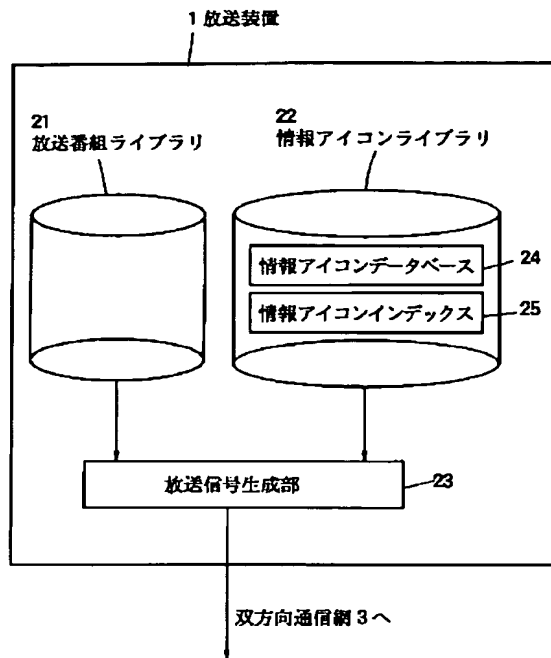 1 放送装置
21
放送番組ライブラリ
22
情報アイコンライブラリ
情報アイコンデータベース
24
情報アイコンインデックス
25
放送信号生成部
23
双方向通信網3へ